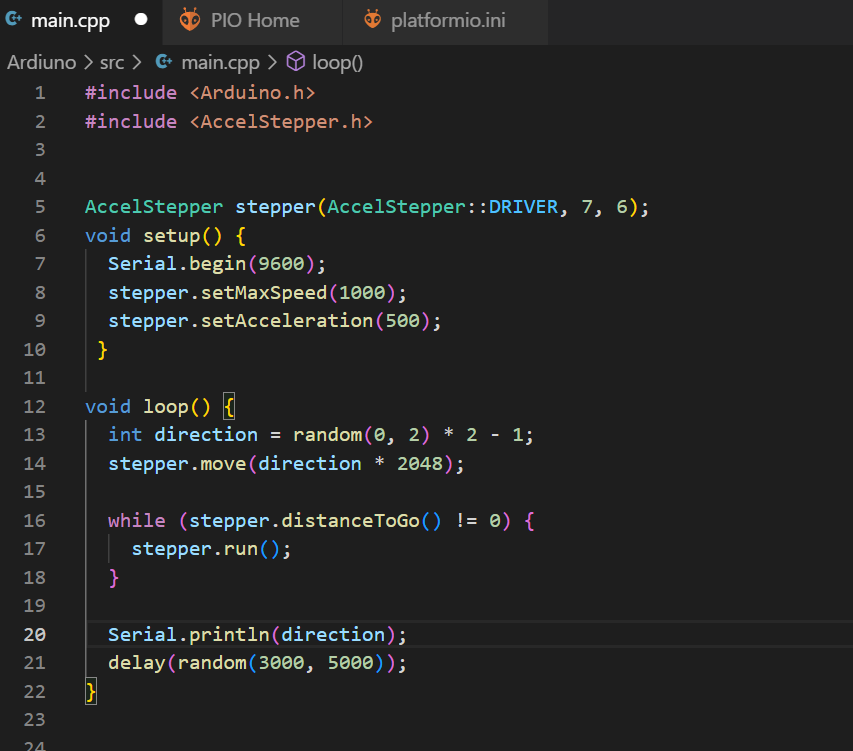 main.cpp PIO Home platformio.ini
Ardiuno > src > main.cpp > loop()
1 #include <Arduino.h>
2 #include <AccelStepper.h>
3
4
5 AccelStepper stepper(AccelStepper::DRIVER, 7, 6);
6 void setup() {
7   Serial.begin(9600);
8   stepper.setMaxSpeed(1000);
9   stepper.setAcceleration(500);
10  }
11
12 void loop() {
13   int direction = random(0, 2) * 2 - 1;
14   stepper.move(direction * 2048);
15
16   while (stepper.distanceToGo() != 0) {
17     stepper.run();
18   }
19
20   Serial.println(direction);
21   delay(random(3000, 5000));
22 }
23
24